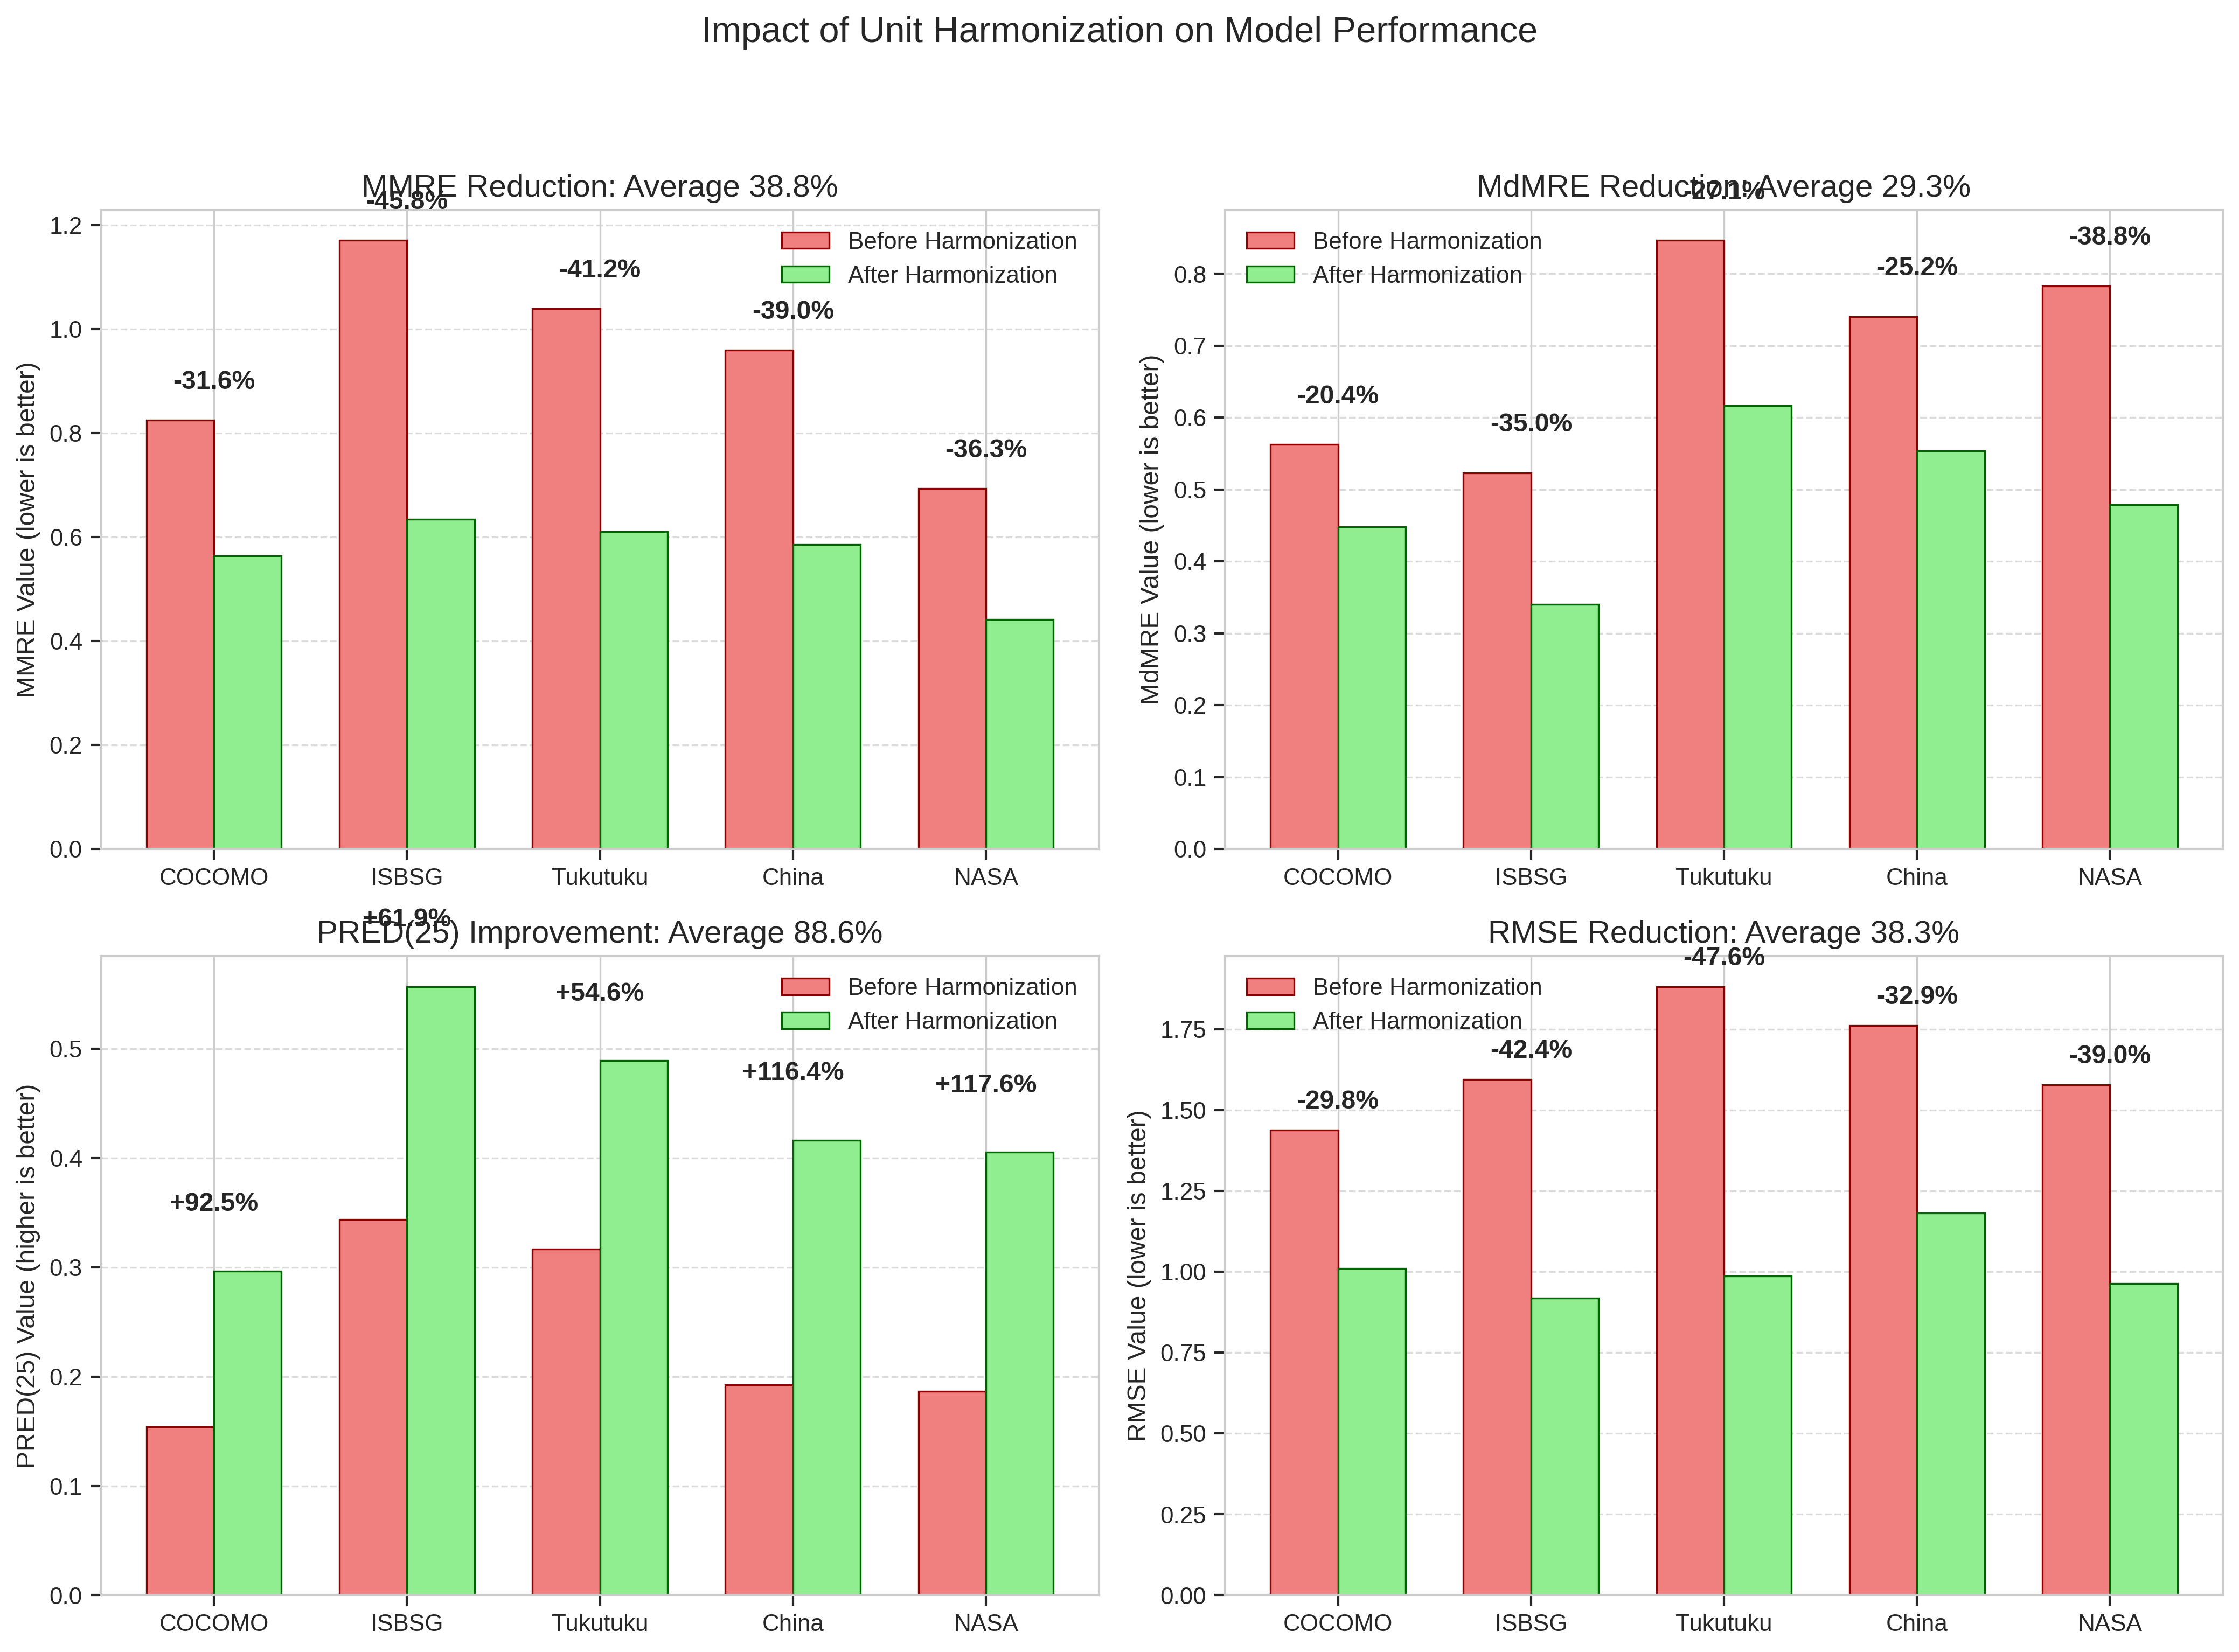 Impact of Unit Harmonization on Model Performance
MMRE Reduction: Average 38.8%
MMRE Value (lower is better)
1.2
1.0
0.8
0.6
0.4
0.2
0.0
-31.6%
-45.8%
-41.2%
-39.0%
-36.3%
Before Harmonization
After Harmonization
COCOMO
ISBSG
Tukutuku
China
NASA
MdMRE Reduction: Average 29.3%
MdMRE Value (lower is better)
0.8
0.7
0.6
0.5
0.4
0.3
0.2
0.1
0.0
-20.4%
-35.0%
-27.1%
-25.2%
-38.8%
Before Harmonization
After Harmonization
COCOMO
ISBSG
Tukutuku
China
NASA
PRED(25) Improvement: Average 88.6%
PRED(25) Value (higher is better)
0.5
0.4
0.3
0.2
0.1
0.0
+92.5%
+61.9%
+54.6%
+116.4%
+117.6%
Before Harmonization
After Harmonization
COCOMO
ISBSG
Tukutuku
China
NASA
RMSE Reduction: Average 38.3%
RMSE Value (lower is better)
1.75
1.50
1.25
1.00
0.75
0.50
0.25
0.00
-29.8%
-42.4%
-47.6%
-32.9%
-39.0%
Before Harmonization
After Harmonization
COCOMO
ISBSG
Tukutuku
China
NASA